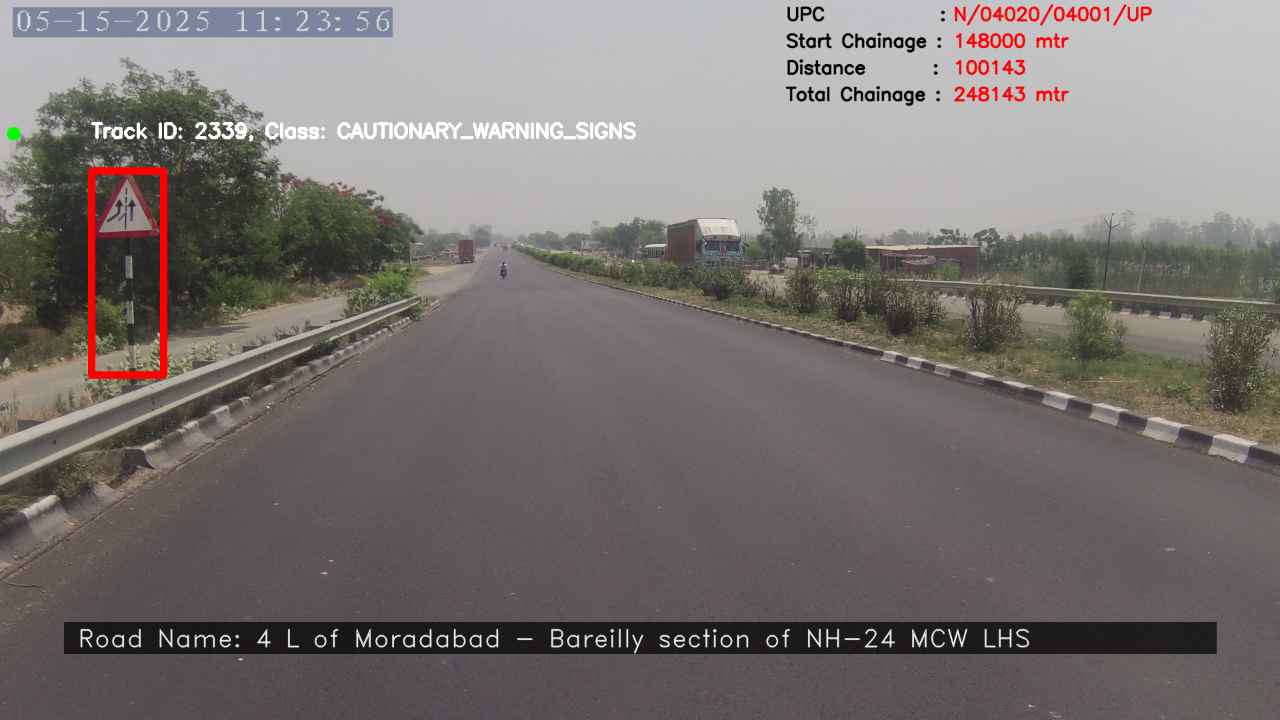 05-15-2025 11:23:56
UPC : N/04020/04001/UP
Start Chainage : 148000 mtr
Distance : 100143
Total Chainage : 248143 mtr
Track ID: 2339, Class: CAUTIONARY_WARNING_SIGNS
Road Name: 4 L of Moradabad - Bareilly section of NH-24 MCW LHS